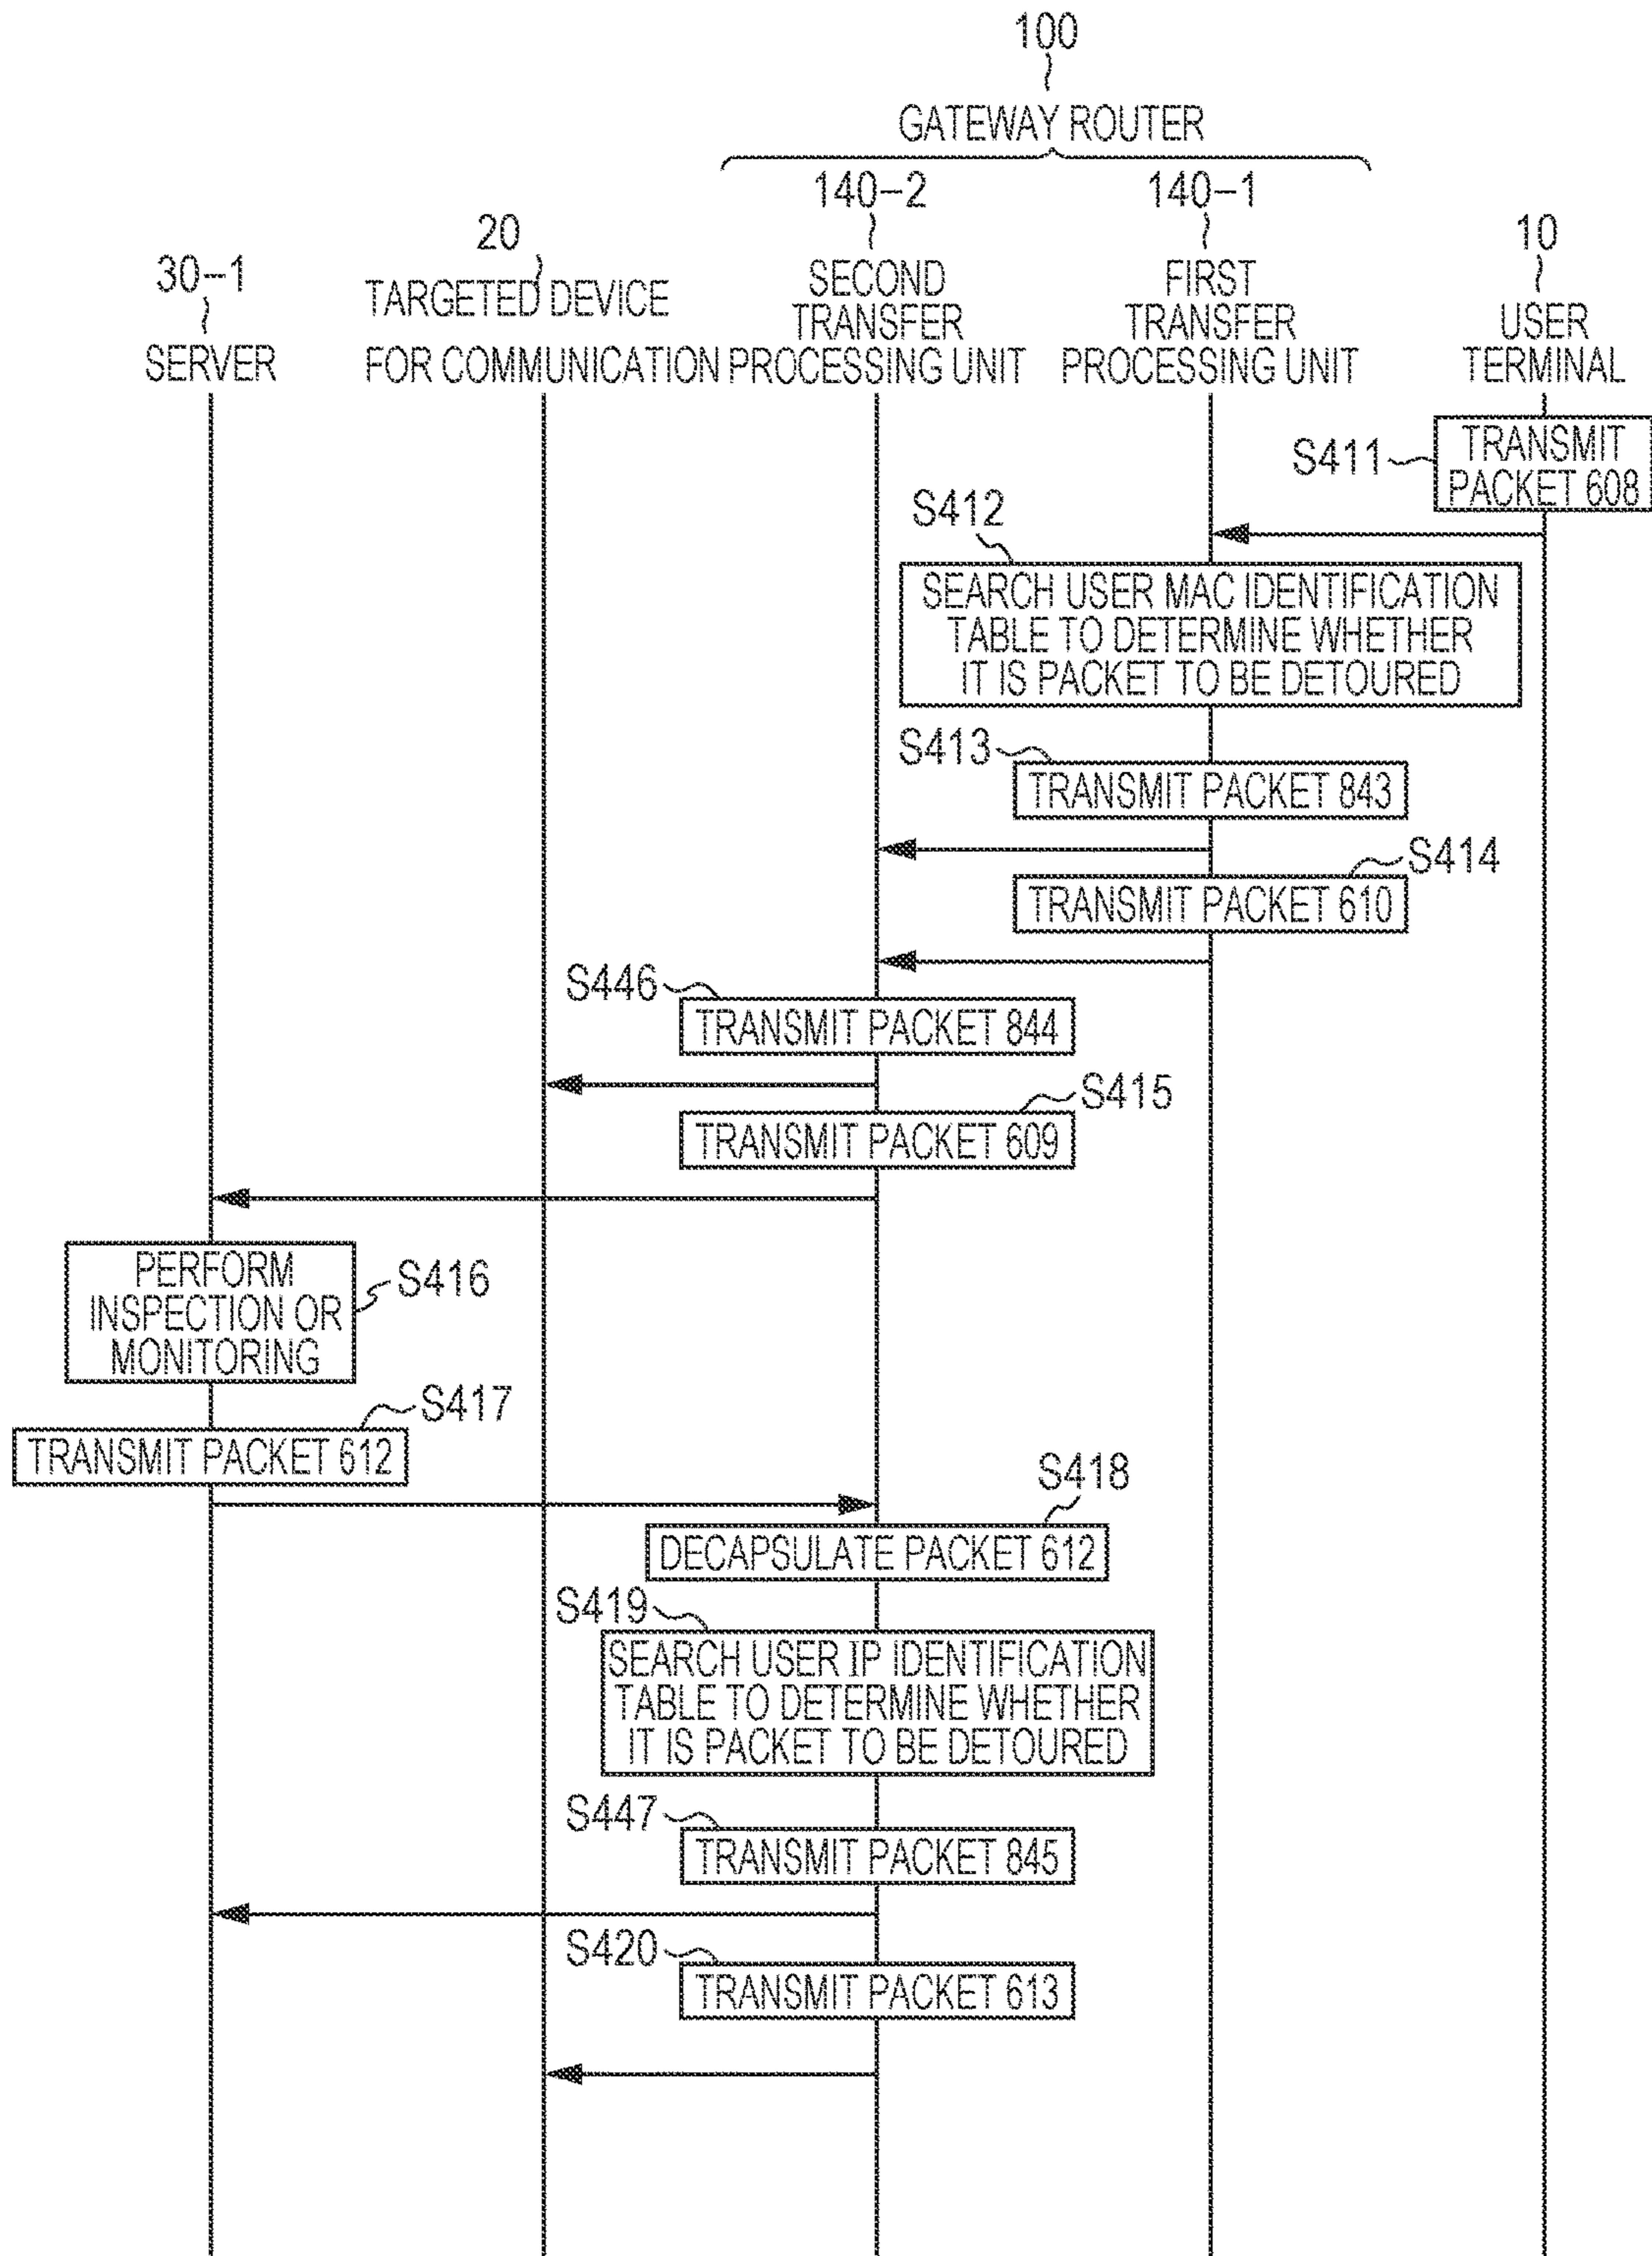 100
GATEWAY ROUTER
140-2
140-1
20
10
30-1
TARGETED DEVICE
FOR COMMUNICATION
SECOND
TRANSFER
PROCESSING UNIT
FIRST
TRANSFER
PROCESSING UNIT
USER
TERMINAL
SERVER
S411
TRANSMIT
PACKET 608
S412
SEARCH USER MAC IDENTIFICATION
TABLE TO DETERMINE WHETHER
IT IS PACKET TO BE DETOURED
S413
TRANSMIT PACKET 843
S414
TRANSMIT PACKET 610
S446
TRANSMIT PACKET 844
S415
TRANSMIT PACKET 609
PERFORM
INSPECTION OR
MONITORING
S416
S417
TRANSMIT PACKET 612
S418
DECAPSULATE PACKET 612
S419
SEARCH USER IP IDENTIFICATION
TABLE TO DETERMINE WHETHER
IT IS PACKET TO BE DETOURED
S447
TRANSMIT PACKET 845
S420
TRANSMIT PACKET 613